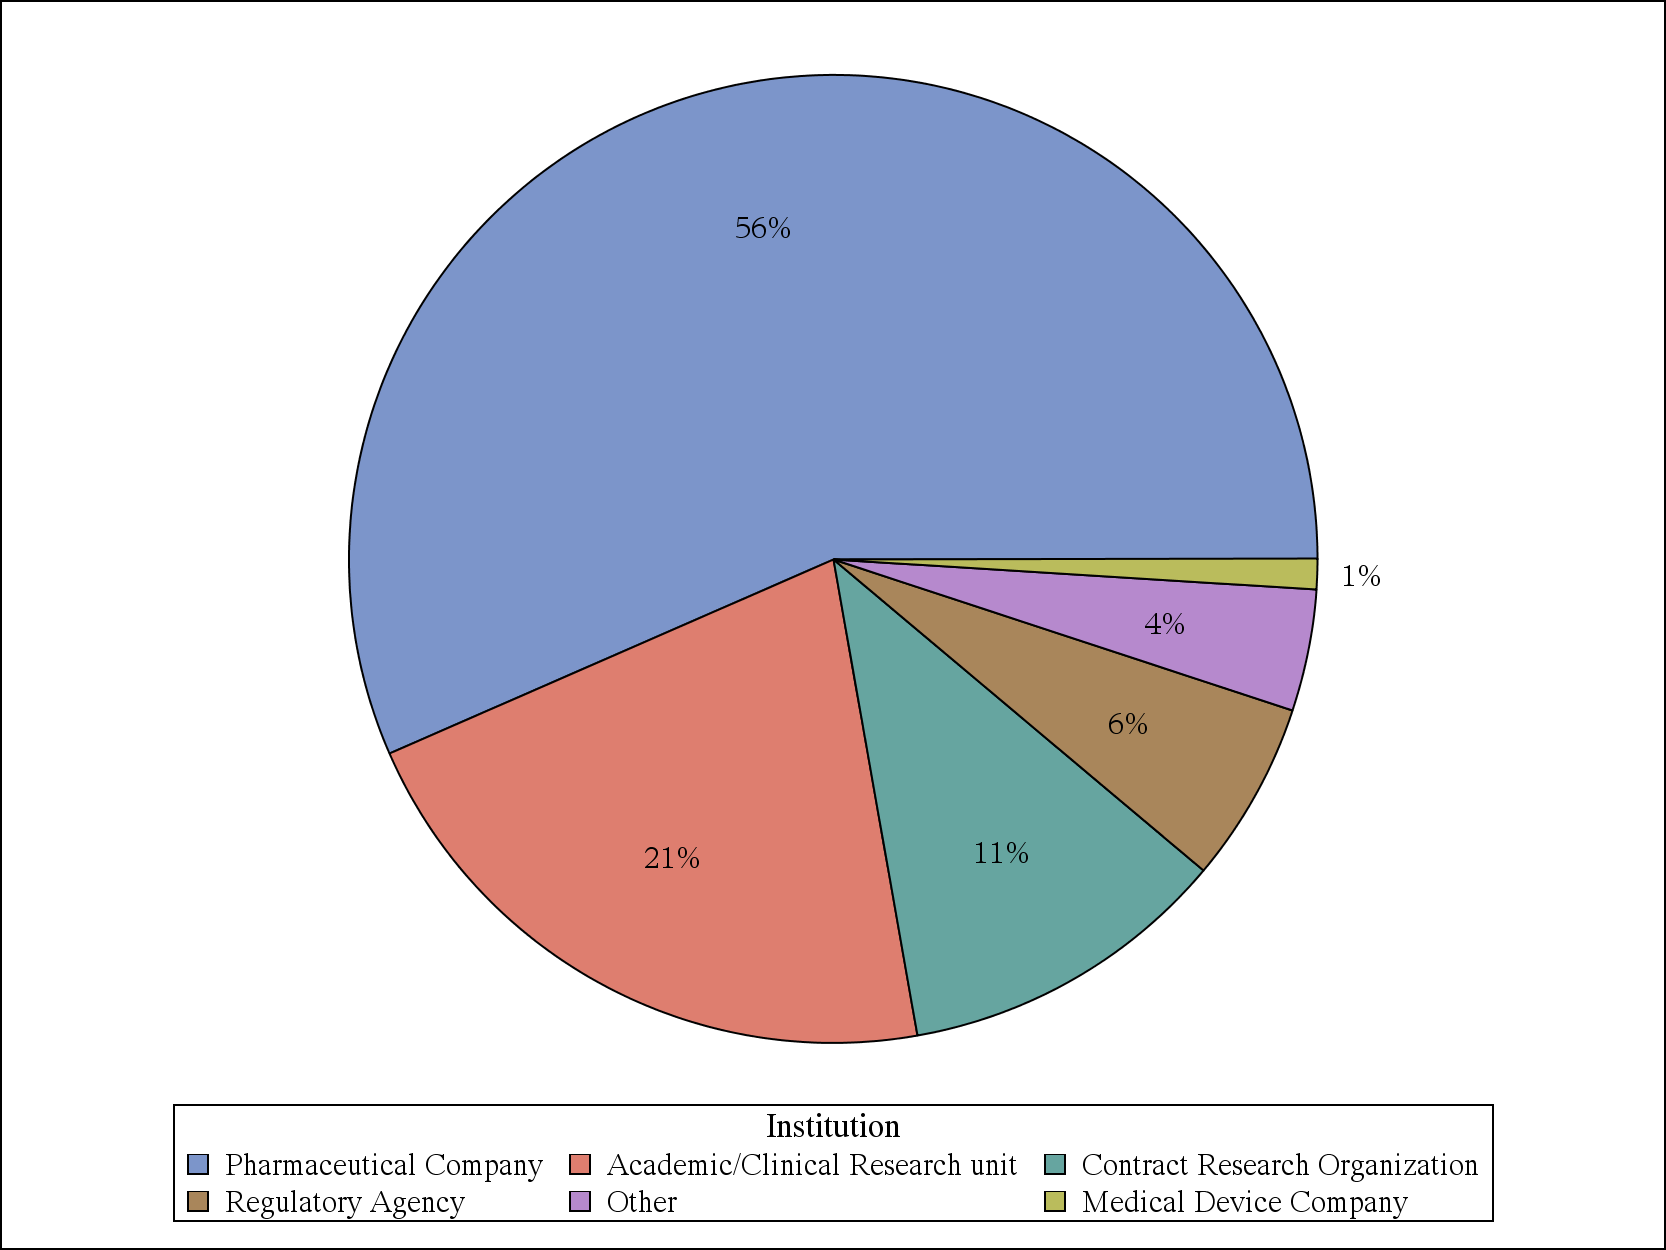 56%
1%
4%
6%
11%
21%
Institution
Pharmaceutical Company Academic/Clinical Research unit Contract Research Organization
Regulatory Agency Other Medical Device Company